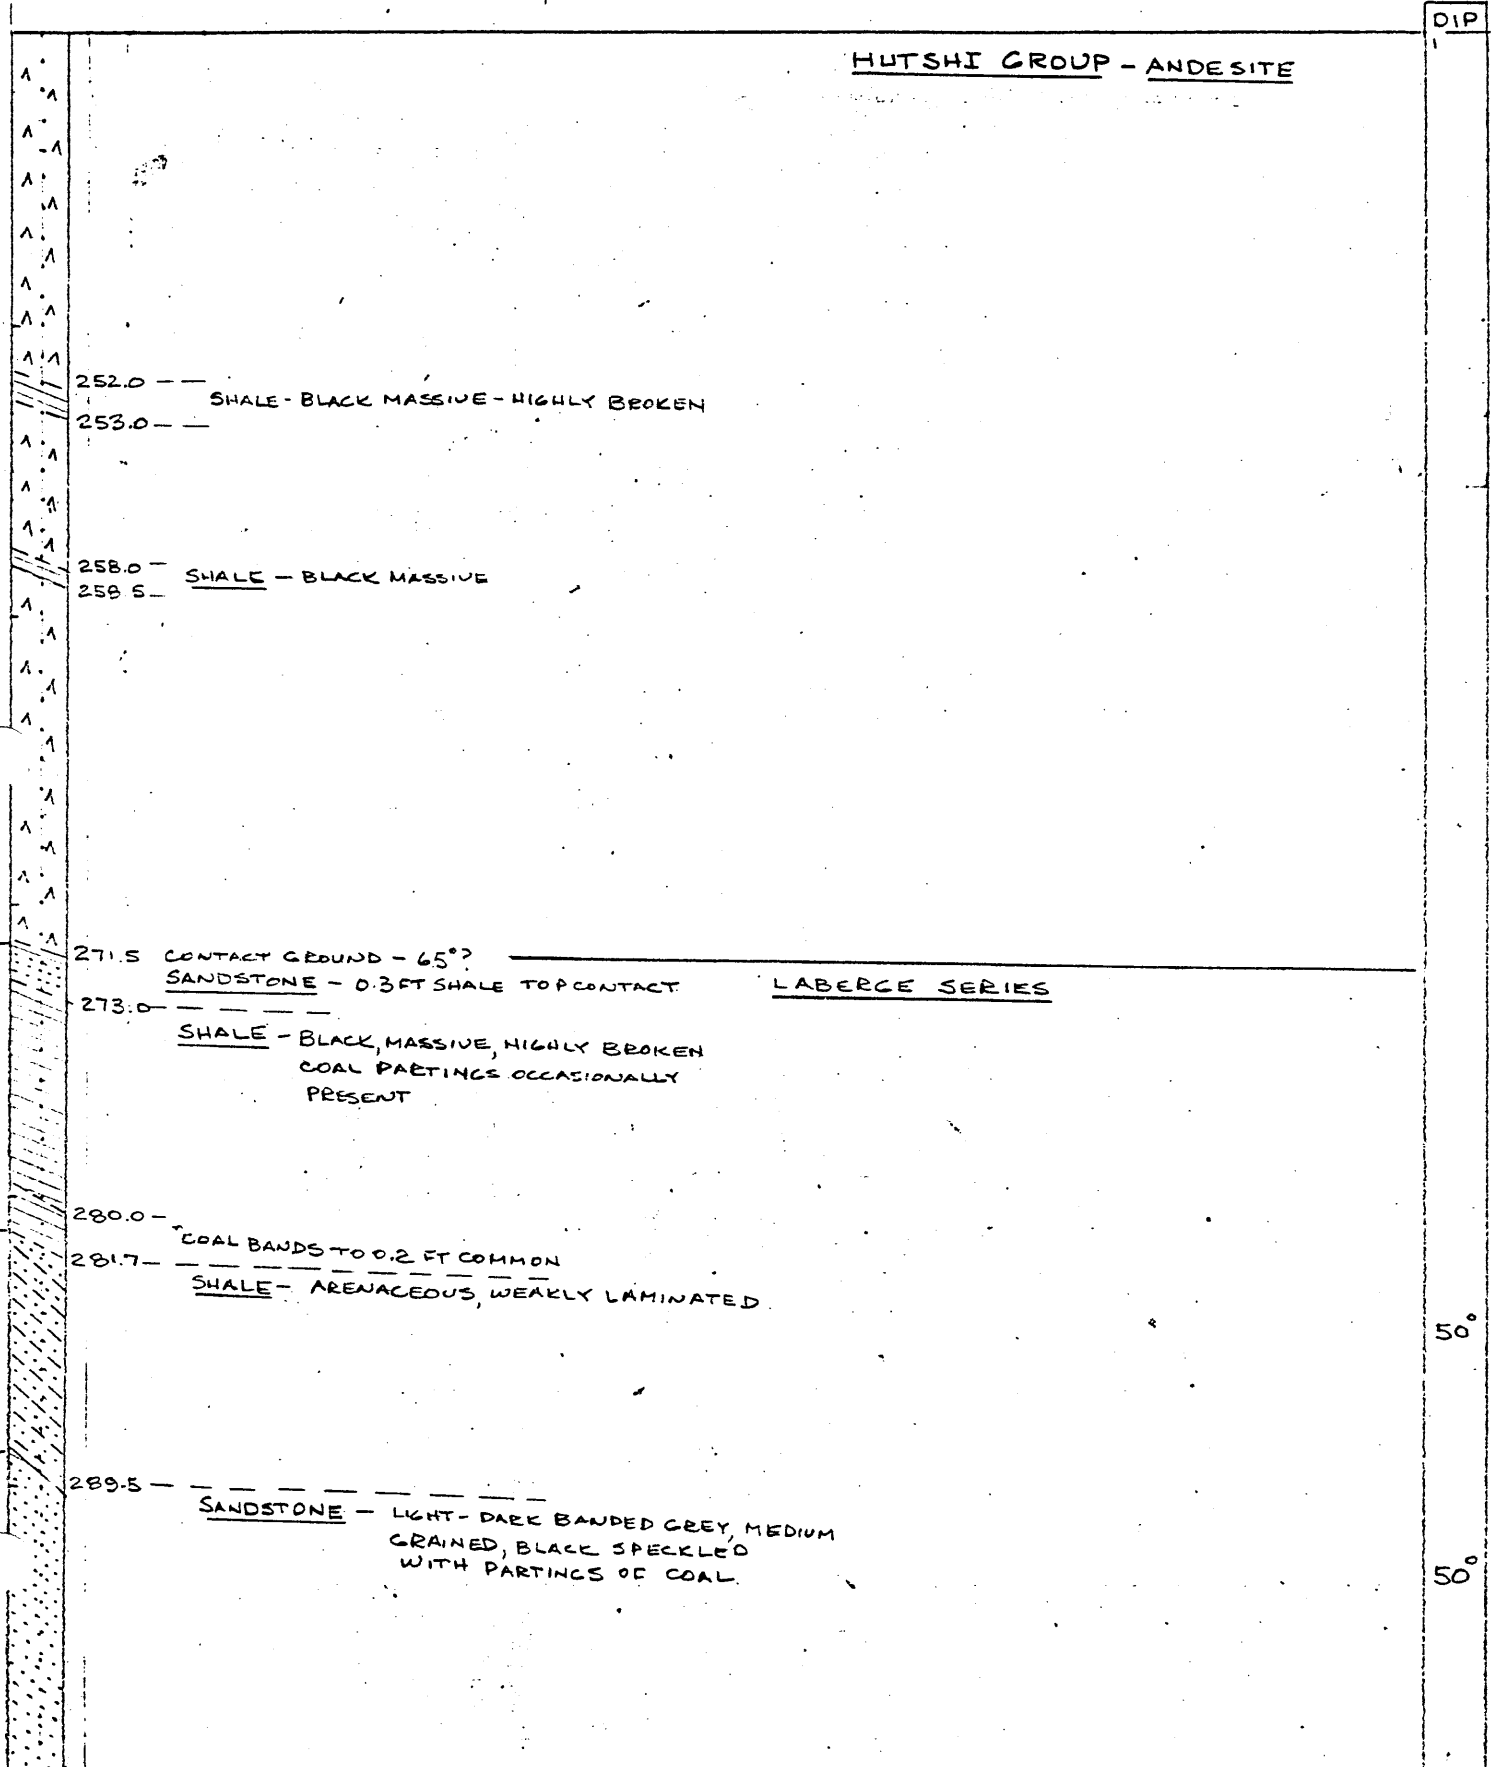 DIP
HUTSHI GROUP - ANDESITE
252.0 — —
SHALE - BLACK MASSIVE - HIGHLY BROKEN
253.0 — —
258.0 —
SHALE — BLACK MASSIVE
258.5 —
271.5 CONTACT GROUND - 65°?
SANDSTONE - 0.3 FT SHALE TOP CONTACT
LABERGE SERIES
273.0 — — — — —
SHALE - BLACK, MASSIVE, HIGHLY BROKEN
COAL PARTINGS OCCASIONALLY
PRESENT
280.0 —
COAL BANDS TO 0.2 FT COMMON
281.7 — — — — — — — — — —
SHALE - ARENACEOUS, WEAKLY LAMINATED
50°
289.5 — — — — — — — — —
SANDSTONE — LIGHT - DARK BANDED GREY, MEDIUM
GRAINED, BLACK SPECKLED
WITH PARTINGS OF COAL.
50°